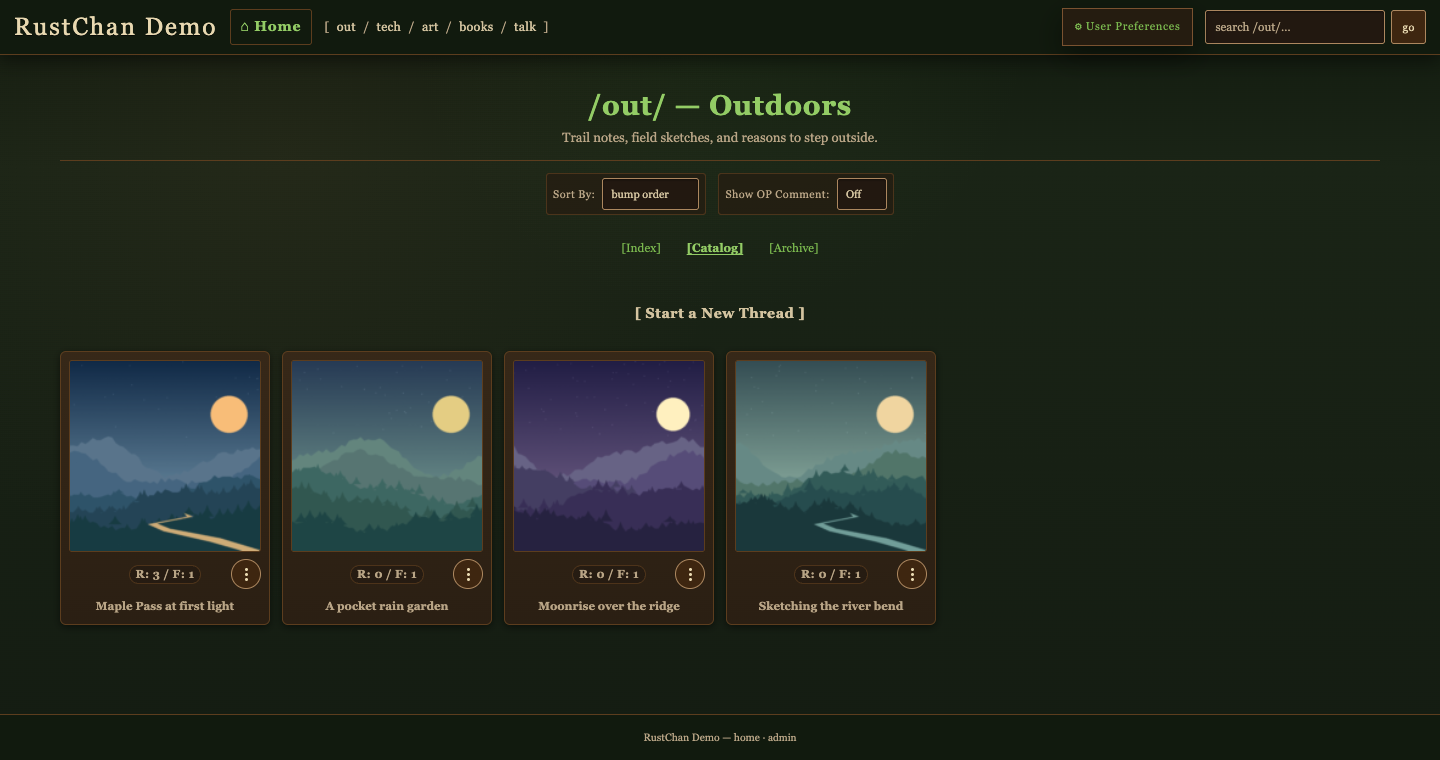 RustChan Demo ⌂ Home [ out / tech / art / books / talk ] ⚙ User Preferences search /out/... go
/out/ — Outdoors
Trail notes, field sketches, and reasons to step outside.
Sort By: bump order Show OP Comment: Off
[Index] [Catalog] [Archive]
[ Start a New Thread ]
R: 3 / F: 1 R: 0 / F: 1 R: 0 / F: 1 R: 0 / F: 1
Maple Pass at first light A pocket rain garden Moonrise over the ridge Sketching the river bend
RustChan Demo — home · admin